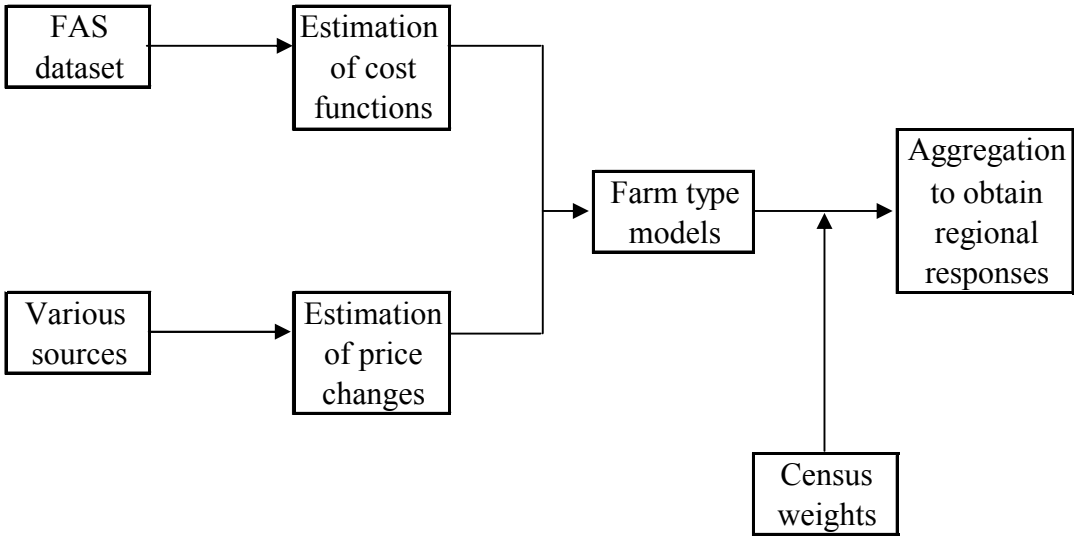 FAS
dataset
Estimation
of cost
functions
Various
sources
Estimation
of price
changes
Farm type
models
Aggregation
to obtain
regional
responses
Census
weights